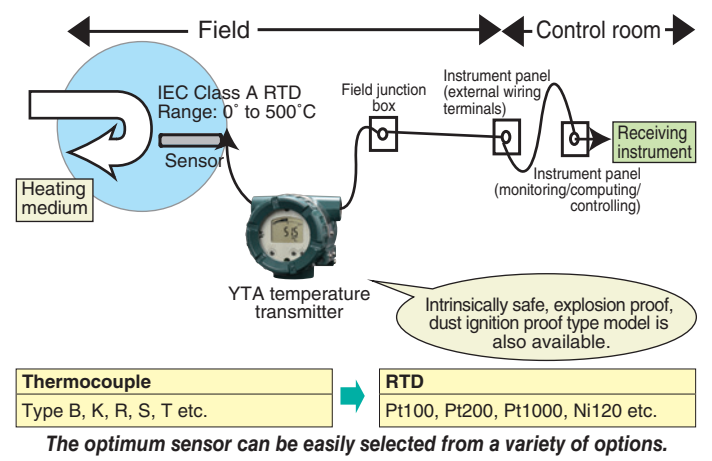 Field
Control room
IEC Class A RTD
Range: 0˚ to 500˚C
Sensor
Heating
medium
Field junction
box
Instrument panel
(external wiring
terminals)
Receiving
instrument
Instrument panel
(monitoring/computing/
controlling)
515
YTA temperature
transmitter
Intrinsically safe, explosion proof,
dust ignition proof type model is
also available.
Thermocouple
Type B, K, R, S, T etc.
RTD
Pt100, Pt200, Pt1000, Ni120 etc.
The optimum sensor can be easily selected from a variety of options.